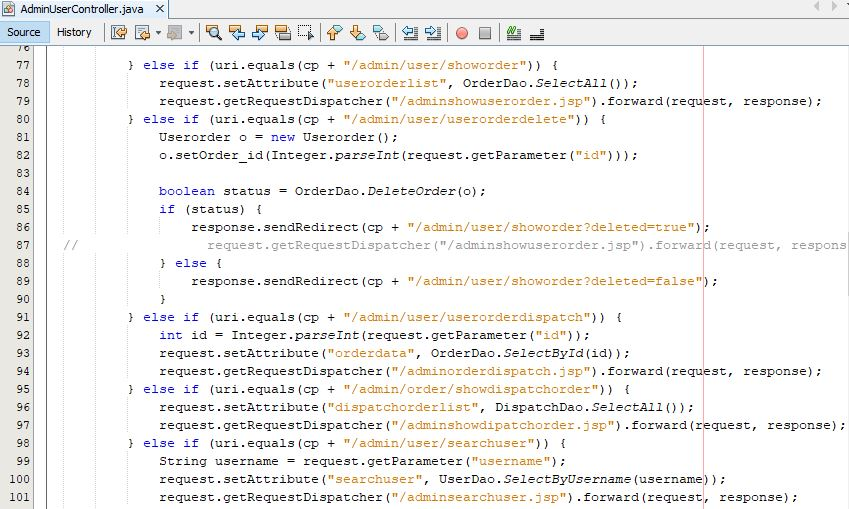 AdminUserController.java
Source History
76
77 } else if (uri.equals(cp + "/admin/user/showorder")) {
78 request.setAttribute("userorderlist", OrderDao.SelectAll());
79 request.getRequestDispatcher("/adminshowuserorder.jsp").forward(request, response);
80 } else if (uri.equals(cp + "/admin/user/userorderdelete")) {
81 Userorder o = new Userorder();
82 o.setOrder_id(Integer.parseInt(request.getParameter("id")));
83
84 boolean status = OrderDao.DeleteOrder(o);
85 if (status) {
86 response.sendRedirect(cp + "/admin/user/showorder?deleted=true");
87 // request.getRequestDispatcher("/adminshowuserorder.jsp").forward(request, respons
88 } else {
89 response.sendRedirect(cp + "/admin/user/showorder?deleted=false");
90 }
91 } else if (uri.equals(cp + "/admin/user/userorderdispatch")) {
92 int id = Integer.parseInt(request.getParameter("id"));
93 request.setAttribute("orderdata", OrderDao.SelectById(id));
94 request.getRequestDispatcher("/adminorderdispatch.jsp").forward(request, response);
95 } else if (uri.equals(cp + "/admin/order/showdispatchorder")) {
96 request.setAttribute("dispatchorderlist", DispatchDao.SelectAll());
97 request.getRequestDispatcher("/adminshowdipatchorder.jsp").forward(request, response);
98 } else if (uri.equals(cp + "/admin/user/searchuser")) {
99 String username = request.getParameter("username");
100 request.setAttribute("searchuser", UserDao.SelectByUsername(username));
101 request.getRequestDispatcher("/adminsearchuser.jsp").forward(request, response);